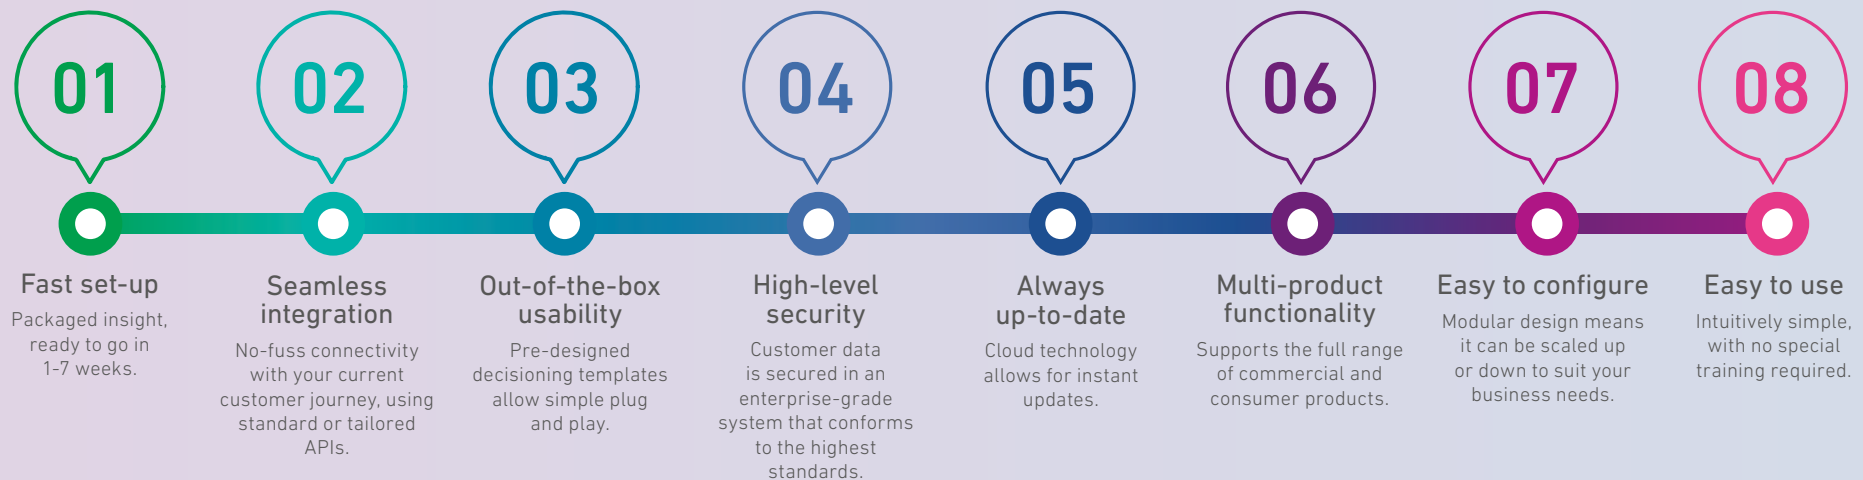 01
Fast set-up
Packaged insight,
ready to go in
1-7 weeks.
02
Seamless
integration
No-fuss connectivity
with your current
customer journey, using
standard or tailored
APIs.
03
Out-of-the-box
usability
Pre-designed
decisioning templates
allow simple plug
and play.
04
High-level
security
Customer data
is secured in an
enterprise-grade
system that conforms
to the highest
standards.
05
Always
up-to-date
Cloud technology
allows for instant
updates.
06
Multi-product
functionality
Supports the full range
of commercial and
consumer products.
07
Easy to configure
Modular design means
it can be scaled up
or down to suit your
business needs.
08
Easy to use
Intuitively simple,
with no special
training required.